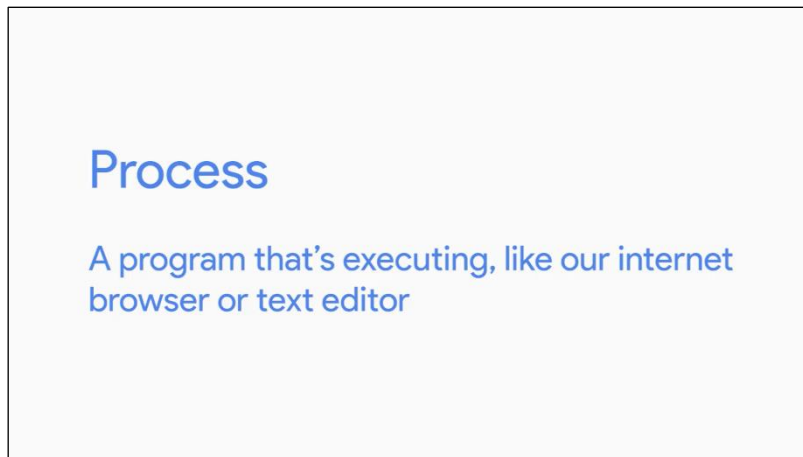 Process
A program that’s executing, like our internet
browser or text editor